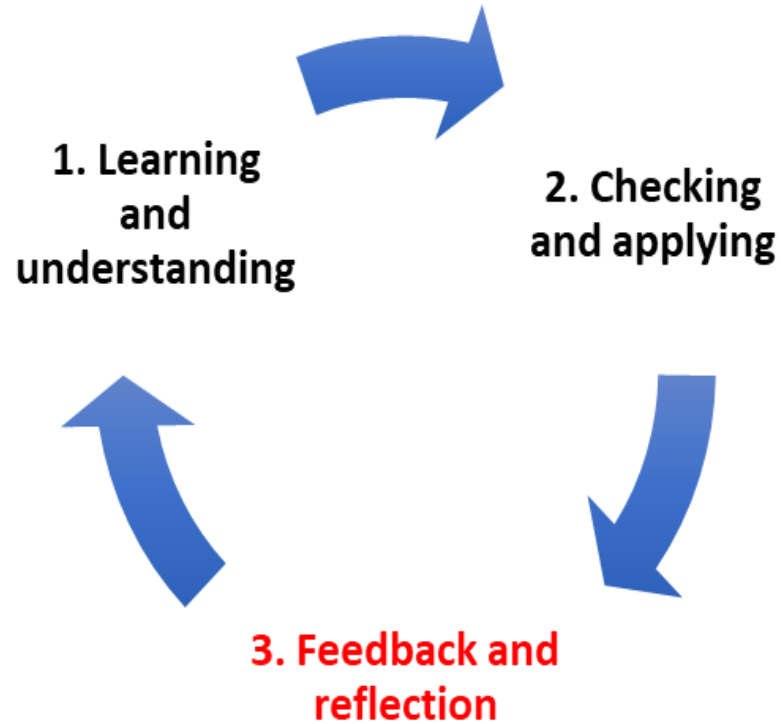 1. Learning
and
understanding
2. Checking
and applying
3. Feedback and
reflection